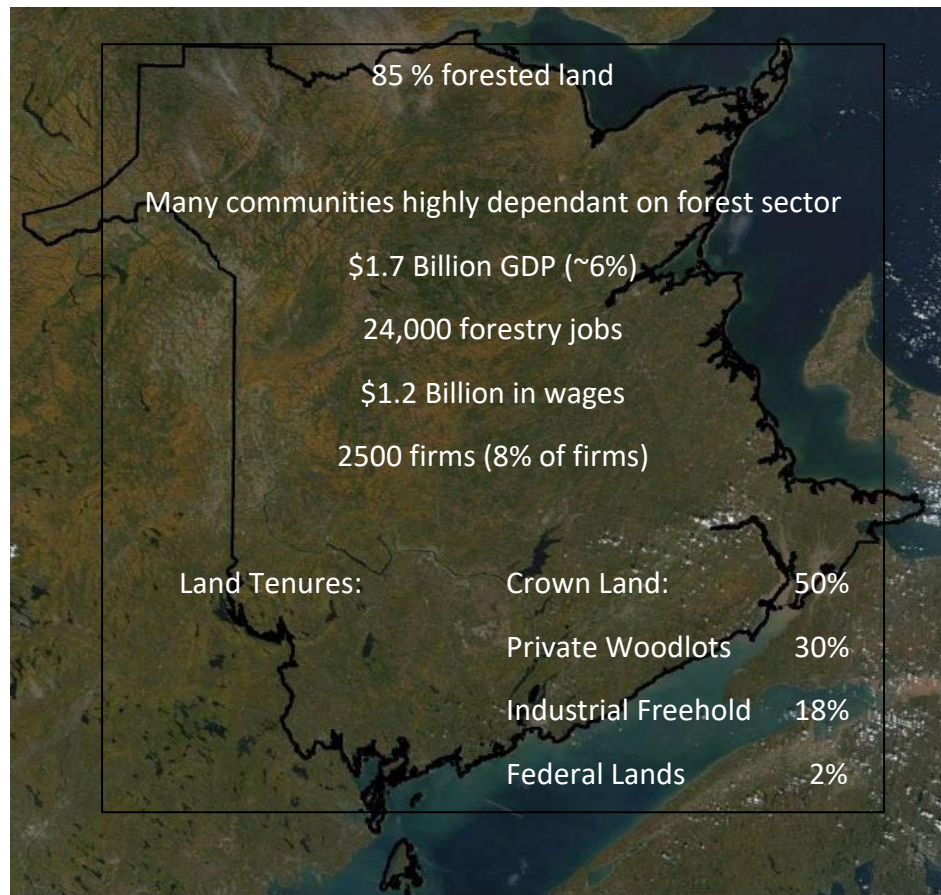 85 % forested land
Many communities highly dependant on forest sector
$1.7 Billion GDP (~6%)
24,000 forestry jobs
$1.2 Billion in wages
2500 firms (8% of firms)
Land Tenures: Crown Land: 50%
Private Woodlots 30%
Industrial Freehold 18%
Federal Lands 2%